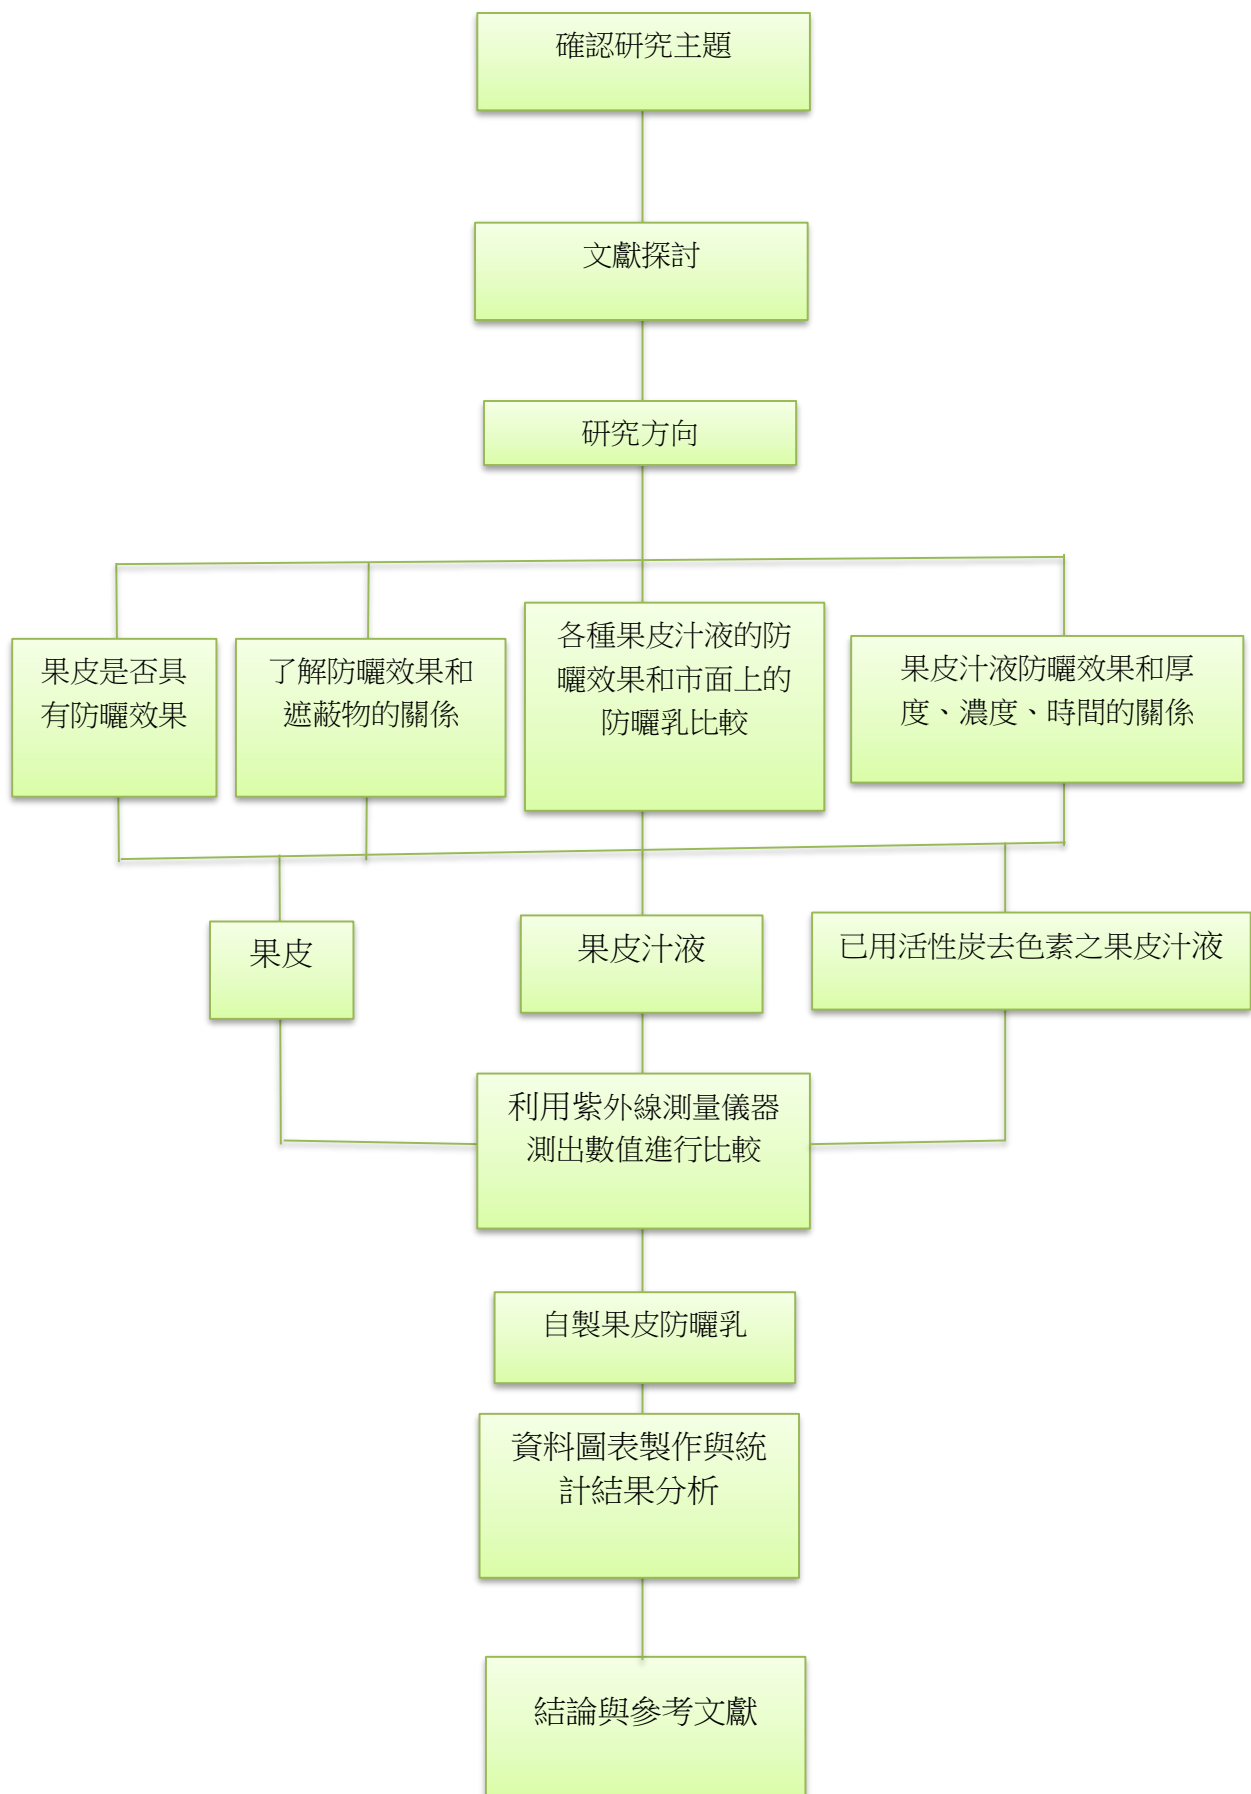 確認研究主題
文獻探討
研究方向
果皮是否具
有防曬效果
了解防曬效果和
遮蔽物的關係
各種果皮汁液的防
曬效果和市面上的
防曬乳比較
果皮汁液防曬效果和厚
度、濃度、時間的關係
果皮
果皮汁液
已用活性炭去色素之果皮汁液
利用紫外線測量儀器
測出數值進行比較
自製果皮防曬乳
資料圖表製作與統
計結果分析
結論與參考文獻